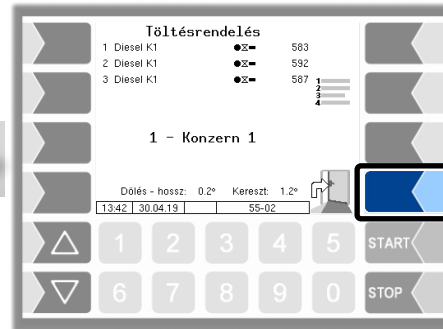 Töltésrendelés
1 Diesel K1 583
2 Diesel K1 592
3 Diesel K1 587
1
2
3
4
1 - Konzern 1
Dőlés - hossz: 0.2° Kereszt: 1.2°
13:42 30.04.19 55-02
1 2 3 4 5 START
6 7 8 9 0 STOP